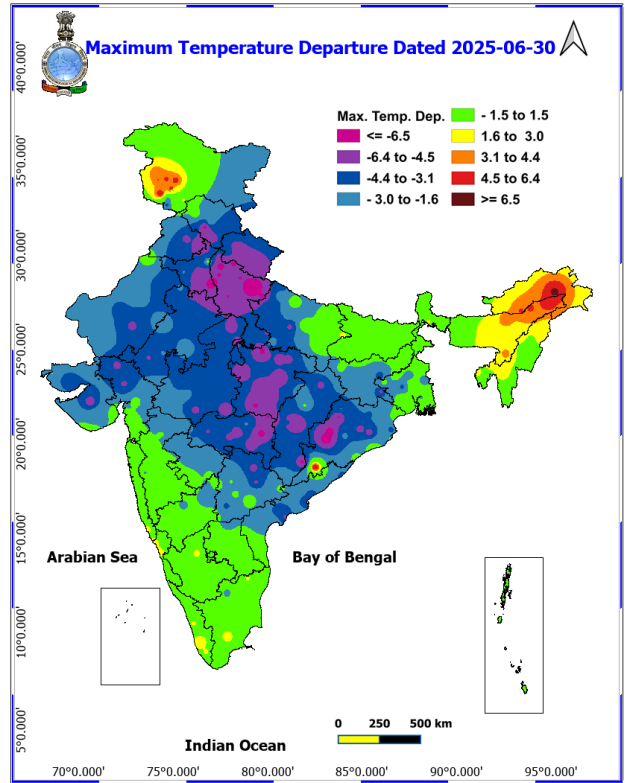 Maximum Temperature Departure Dated 2025-06-30
Max. Temp. Dep.
<= -6.5
-6.4 to -4.5
-4.4 to -3.1
- 3.0 to -1.6
- 1.5 to 1.5
1.6 to 3.0
3.1 to 4.4
4.5 to 6.4
>= 6.5
40°0.000'
35°0.000'
30°0.000'
25°0.000'
20°0.000'
15°0.000'
10°0.000'
5°0.000'
Arabian Sea
Bay of Bengal
Indian Ocean
0 250 500 km
70°0.000' 75°0.000' 80°0.000' 85°0.000' 90°0.000' 95°0.000'